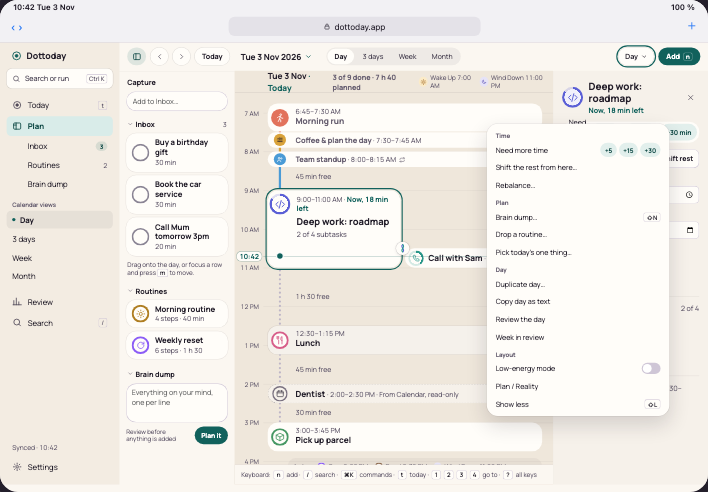 10:42 Tue 3 Nov
100 %
dottoday.app
Dottoday
Search or run
Ctrl K
Today
t
Plan
Inbox
3
Routines
2
Brain dump
Calendar views
Day
3 days
Week
Month
Review
Search
/
Synced · 10:42
Settings
Today
Tue 3 Nov 2026
Day
3 days
Week
Month
Day
Add n
Capture
Add to Inbox...
Inbox
3
Buy a birthday
gift
30 min
Book the car
service
30 min
Call Mum
tomorrow 3pm
20 min
Drag onto the day, or focus a row
and press m to move.
Routines
Morning routine
4 steps · 40 min
Weekly reset
6 steps · 1 h 30
Brain dump
Everything on your mind,
one per line
Review before
anything is added
Plan it
Tue 3 Nov ·
Today
3 of 9 done · 7 h 40
planned
Wake Up 7:00
AM
Wind Down 11:00
PM
7 AM
6:45–7:30 AM
Morning run
Coffee & plan the day · 7:30–7:45 AM
8 AM
Team standup · 8:00–8:15 AM
45 min free
9 AM
9:00–11:00 AM · Now, 18 min
left
Deep work: roadmap
2 of 4 subtasks
10 AM
10:42
Call with Sam
11 AM
1 h 30 free
12 PM
12:30–1:15 PM
Lunch
1 PM
45 min free
2 PM
Dentist · 2:00–2:30 PM · From Calendar, read-only
30 min free
3 PM
3:00–3:45 PM
Pick up parcel
4 PM
Keyboard: n add · / search · ⌘K commands · t today · 1 2 3 4 go to · ? all keys
Deep work:
roadmap
Now, 18 min left
Need
30 min
ift rest
2 of 4
Time
Need more time
+5
+15
+30
Shift the rest from here...
Rebalance...
Plan
Brain dump...
⇧N
Drop a routine...
Pick today's one thing...
Day
Duplicate day...
Copy day as text
Review the day
Week in review
Layout
Low-energy mode
Plan / Reality
Show less
⇧L